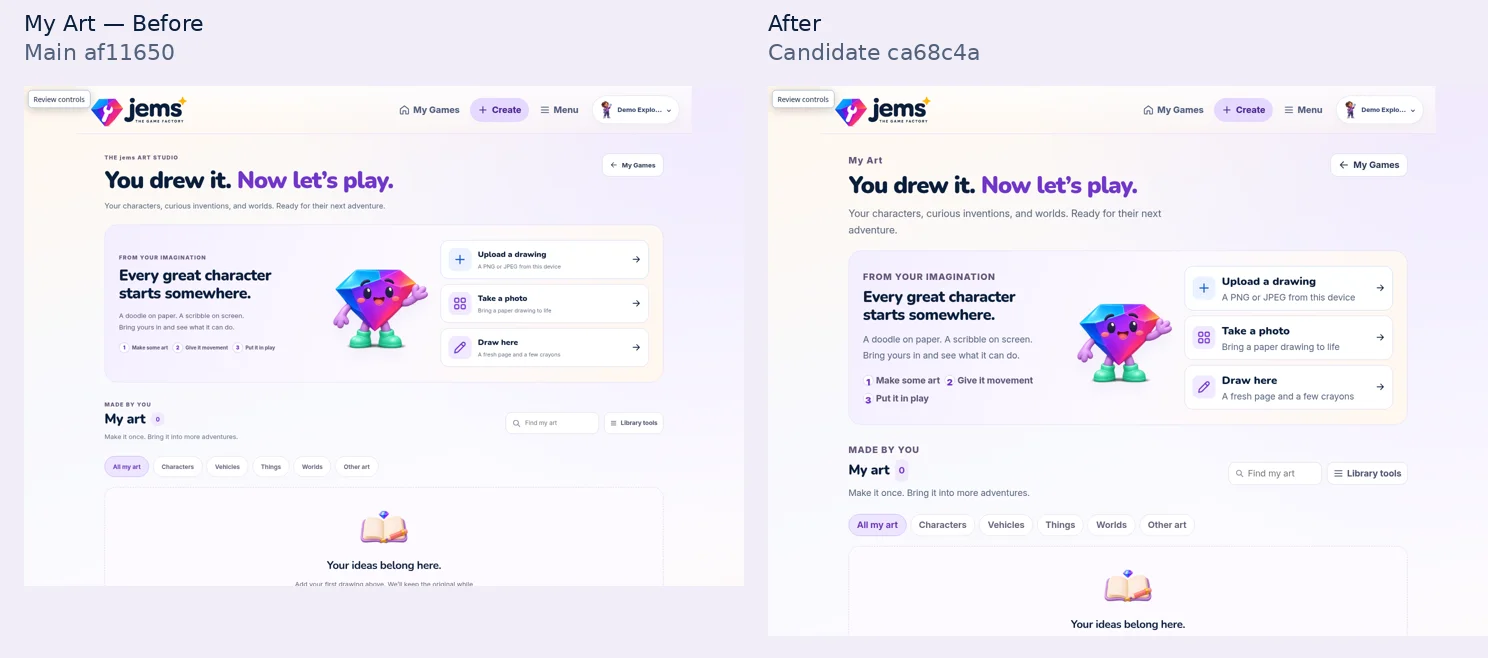 My Art — Before
Main af11650
Review controls
jems
THE GAME FACTORY
My Games
+ Create
Menu
Demo Explo...
THE jems ART STUDIO
You drew it. Now let's play.
Your characters, curious inventions, and worlds. Ready for their next adventure.
← My Games
FROM YOUR IMAGINATION
Every great character
starts somewhere.
A doodle on paper. A scribble on screen.
Bring yours in and see what it can do.
1 Make some art 2 Give it movement 3 Put it in play
Upload a drawing
A PNG or JPEG from this device
Take a photo
Bring a paper drawing to life
Draw here
A fresh page and a few crayons
MADE BY YOU
My art 0
Make it once. Bring it into more adventures.
Find my art
Library tools
All my art
Characters
Vehicles
Things
Worlds
Other art
Your ideas belong here.
Add your first drawing above. We'll keep the original while
After
Candidate ca68c4a
Review controls
jems
THE GAME FACTORY
My Games
+ Create
Menu
Demo Explo...
My Art
You drew it. Now let's play.
Your characters, curious inventions, and worlds. Ready for their next
adventure.
← My Games
FROM YOUR IMAGINATION
Every great character
starts somewhere.
A doodle on paper. A scribble on screen.
Bring yours in and see what it can do.
1 Make some art 2 Give it movement
3 Put it in play
Upload a drawing
A PNG or JPEG from this device
Take a photo
Bring a paper drawing to life
Draw here
A fresh page and a few crayons
MADE BY YOU
My art 0
Make it once. Bring it into more adventures.
Find my art
Library tools
All my art
Characters
Vehicles
Things
Worlds
Other art
Your ideas belong here.